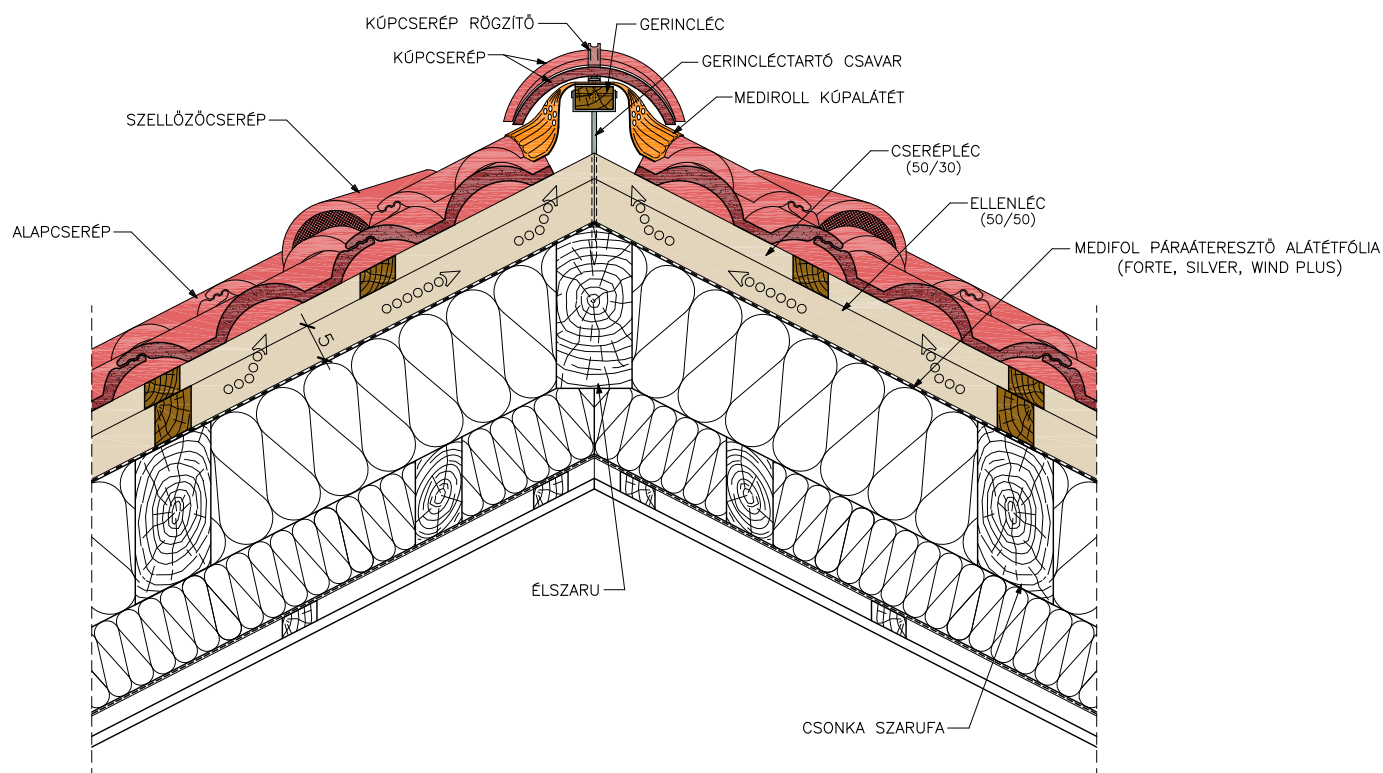 KÚPCSERÉP RÖGZÍTŐ
GERINCLÉC
KÚPCSERÉP
GERINCLÉCTARTÓ CSAVAR
MEDIROLL KÚPALÁTÉT
SZELLŐZŐCSERÉP
CSERÉPLÉC
(50/30)
ELLENLÉC
(50/50)
ALAPCSERÉP
MEDIFOL PÁRAÁTERESZTŐ ALÁTÉTFÓLIA
(FORTE, SILVER, WIND PLUS)
5
ÉLSZARU
CSONKA SZARUFA